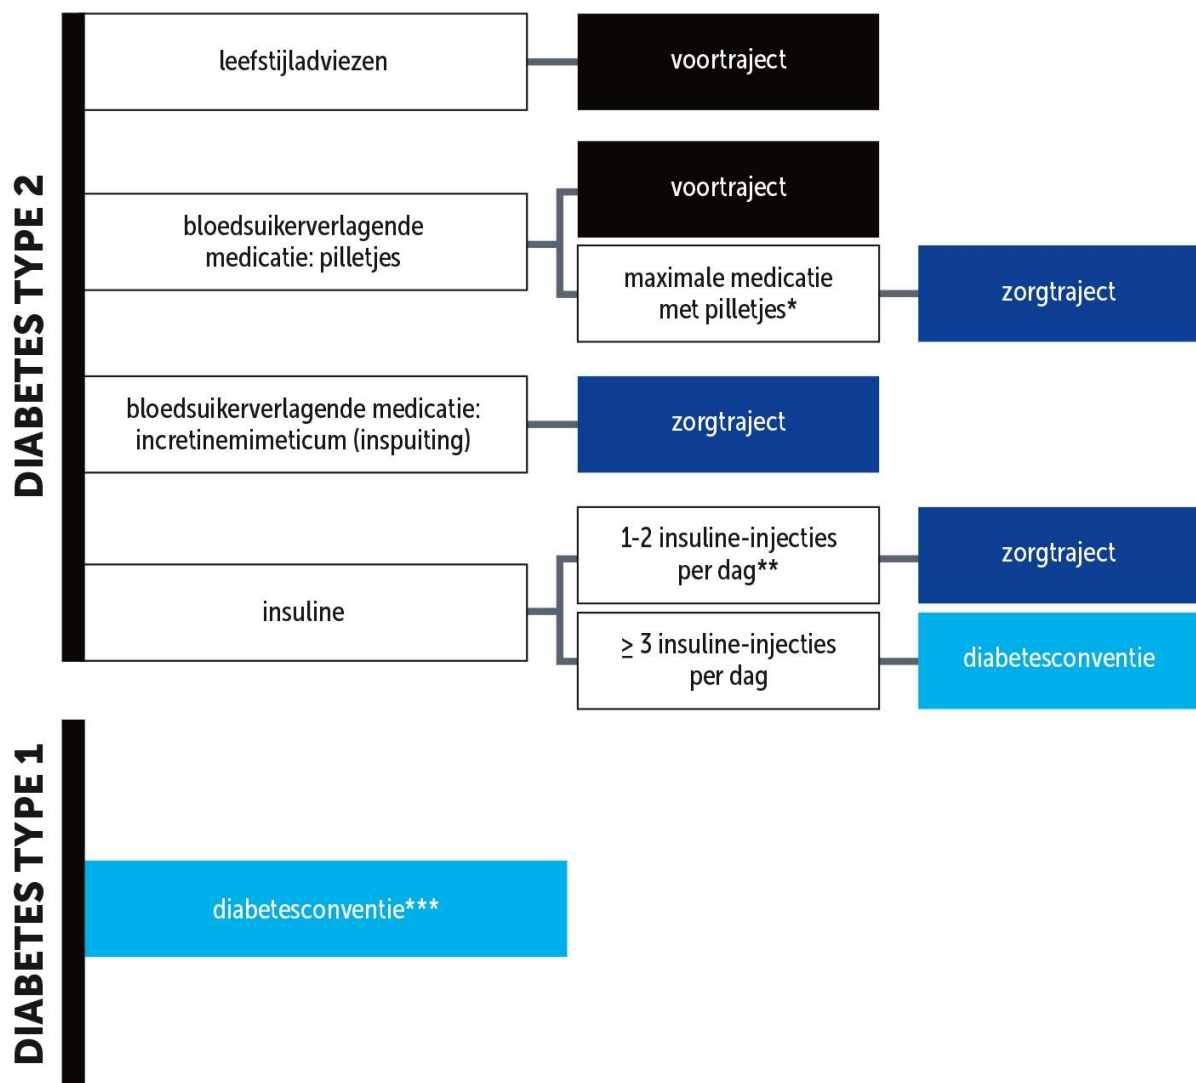 DIABETES TYPE 2
leefstijladviezen
voortraject
bloedsuikerverlagende
medicatie: pilletjes
voortraject
maximale medicatie
met pilletjes*
zorgtraject
bloedsuikerverlagende medicatie:
incretinemimeticum (inspuiting)
zorgtraject
insuline
1-2 insuline-injecties
per dag**
zorgtraject
≥ 3 insuline-injecties
per dag
diabetesconventie
DIABETES TYPE 1
diabetesconventie***